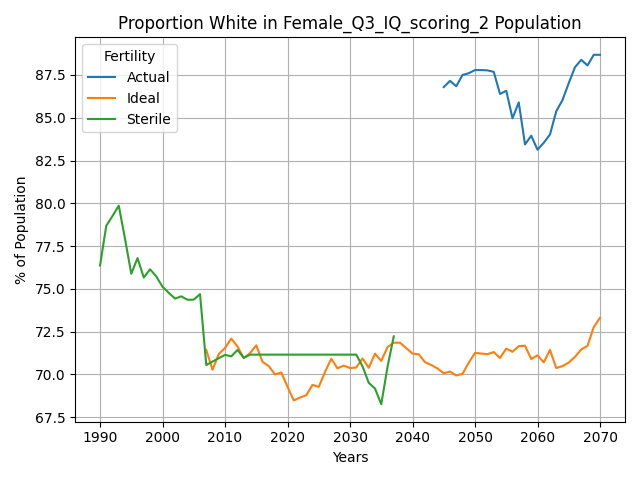 Proportion White in Female_Q3_IQ_scoring_2 Population
Fertility
Actual
Ideal
Sterile
% of Population
87.5
85.0
82.5
80.0
77.5
75.0
72.5
70.0
67.5
1990 2000 2010 2020 2030 2040 2050 2060 2070
Years